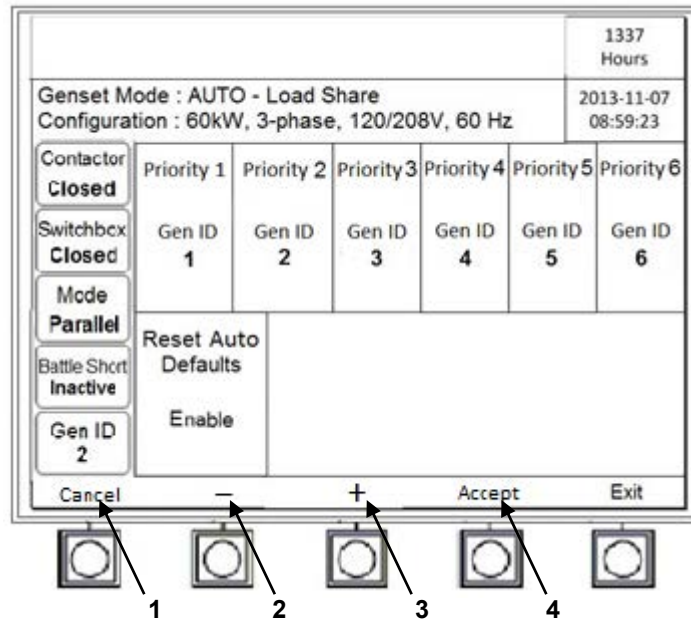 1337
Hours
Genset Mode : AUTO - Load Share
Configuration : 60kW, 3-phase, 120/208V, 60 Hz
2013-11-07
08:59:23
Contactor
Closed
Priority 1 Priority 2 Priority 3 Priority 4 Priority 5 Priority 6
Switchbox
Closed
Gen ID Gen ID Gen ID Gen ID Gen ID Gen ID
1 2 3 4 5 6
Mode
Parallel
Reset Auto
Defaults
Battle Short
Inactive
Enable
Gen ID
2
Cancel – + Accept Exit
1 2 3 4